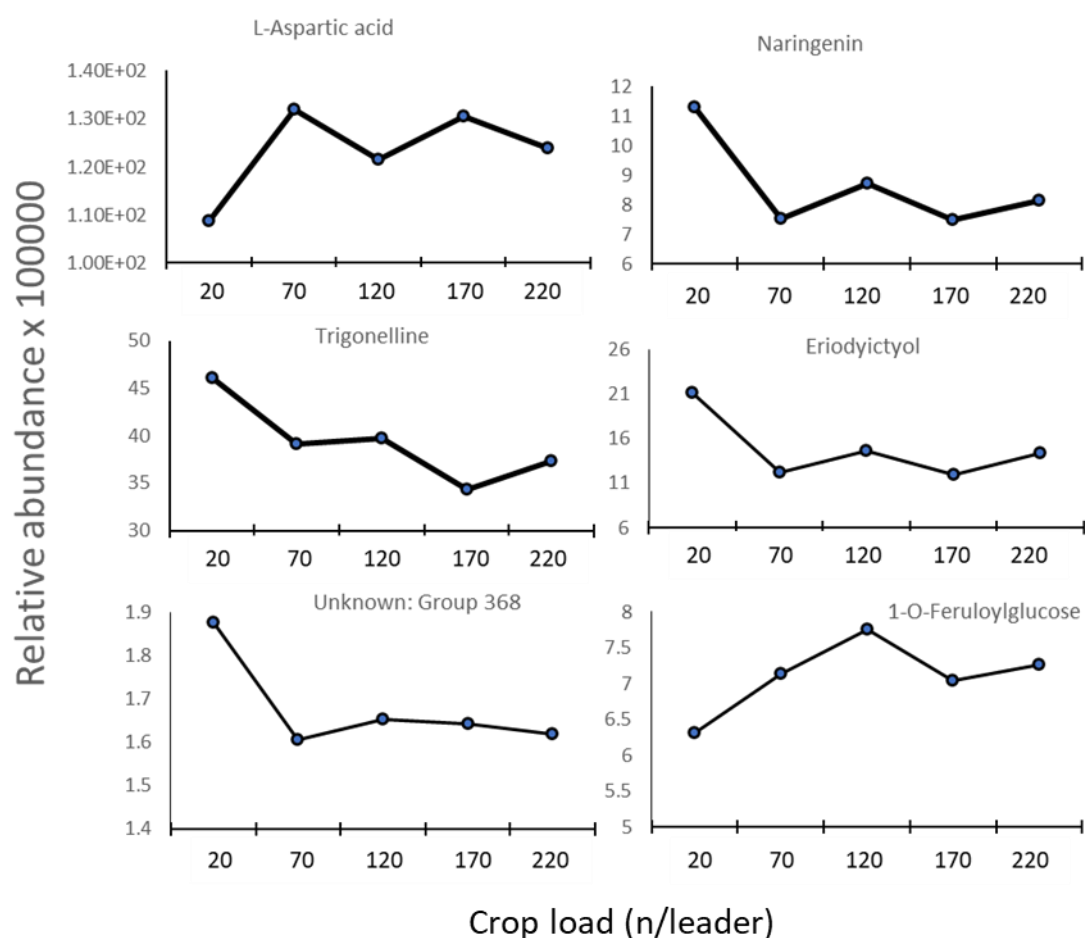 L-Aspartic acid
1.40E+02
1.30E+02
1.20E+02
1.10E+02
1.00E+02
20 70 120 170 220
Naringenin
12
11
10
9
8
7
6
20 70 120 170 220
Trigonelline
50
45
40
35
30
20 70 120 170 220
Eriodyictyol
26
21
16
11
6
20 70 120 170 220
Unknown: Group 368
1.9
1.8
1.7
1.6
1.5
1.4
20 70 120 170 220
1-O-Feruloylglucose
8
7.5
7
6.5
6
5.5
5
20 70 120 170 220
Relative abundance x 100000
Crop load (n/leader)